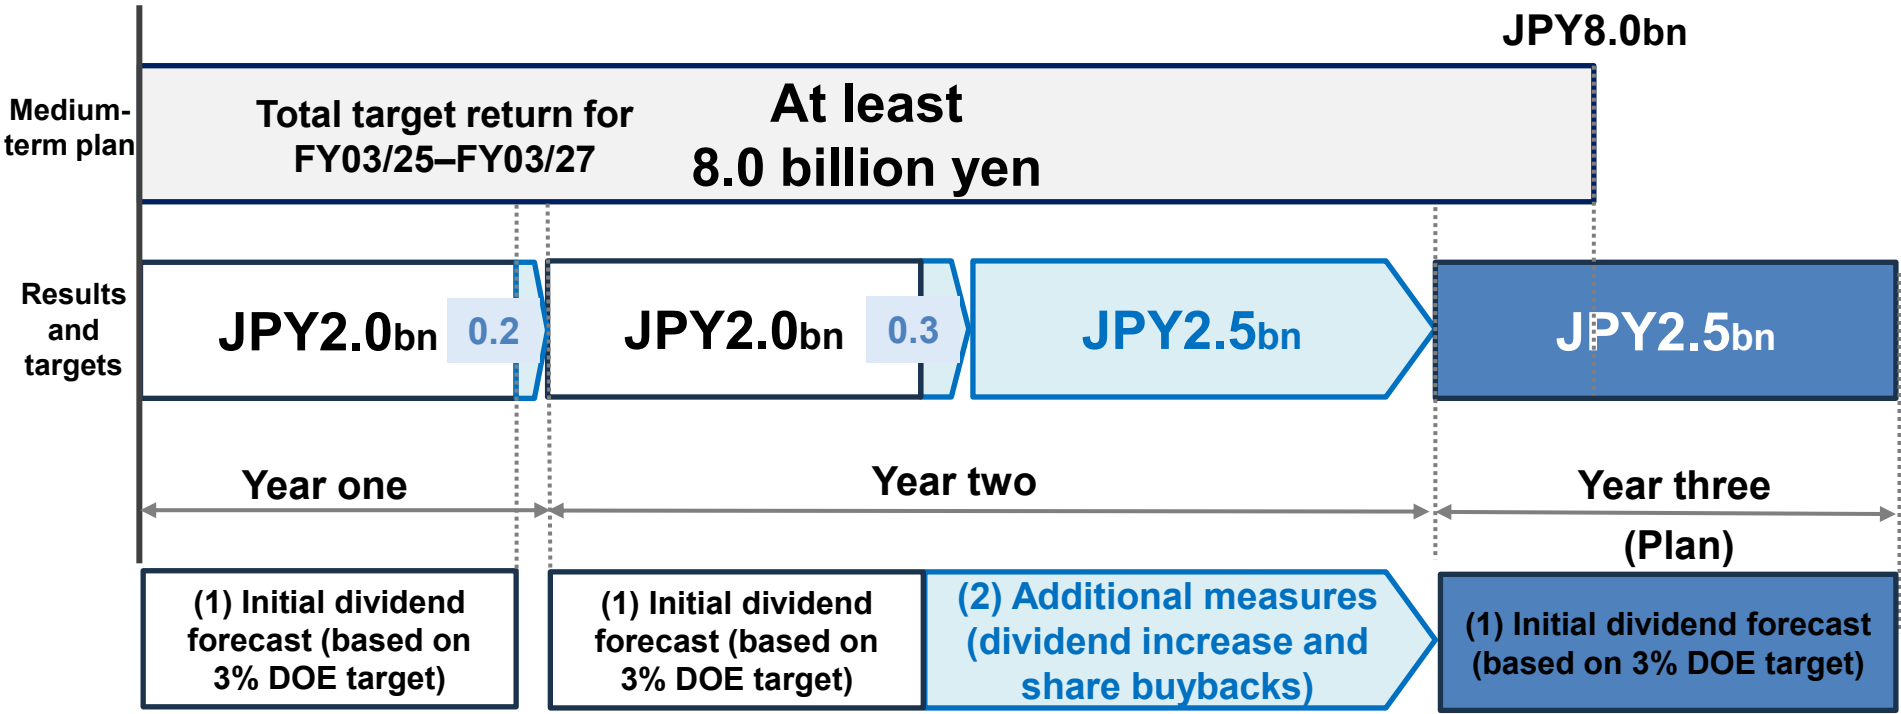 JPY8.0bn
Medium-
term plan
Total target return for
FY03/25–FY03/27
At least
8.0 billion yen
Results
and
targets
JPY2.0bn
0.2
JPY2.0bn
0.3
JPY2.5bn
JPY2.5bn
Year one
Year two
Year three
(Plan)
(1) Initial dividend
forecast (based on
3% DOE target)
(1) Initial dividend
forecast (based on
3% DOE target)
(2) Additional measures
(dividend increase and
share buybacks)
(1) Initial dividend forecast
(based on 3% DOE target)